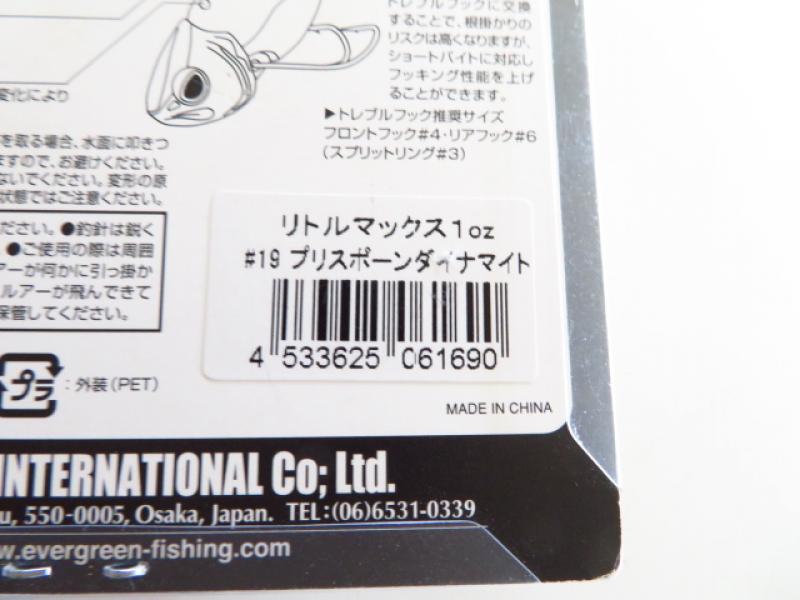 トレブルフックに交換
することで、根掛かりの
リスクは高くなりますが、
ショートバイトに対応し
フッキング性能を上げ
ることができます。
▶トレブルフック推奨サイズ
フロントフック#4・リアフック#6
(スプリットリング#3)
変化により
を取る場合、水面に叩きつ
ますので、お避けください。
ないでください。変形の原
状態ではご注意ください。
ださい。●釣針は鋭く
。●ご使用の際は周囲
アーが何かに引っ掛か
ルアーが飛んできて
保管してください。
リトルマックス1oz
#19 プリスポーンダイナマイト
4 533625 061690
プラ
:外装(PET)
MADE IN CHINA
INTERNATIONAL Co; Ltd.
550-0005, Osaka, Japan. TEL:(06)6531-0339
w.evergreen-fishing.com